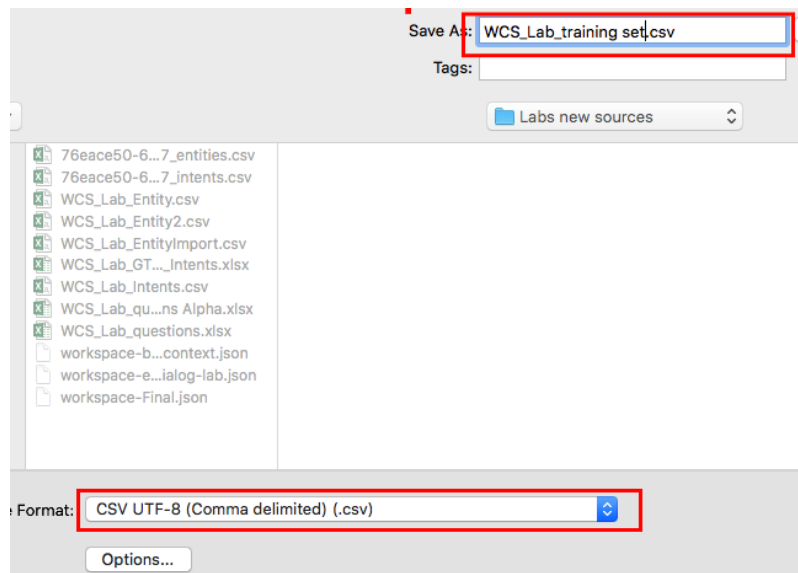 Save As: WCS_Lab_training set.csv
Tags:
Labs new sources
76eace50-6...7_entities.csv
76eace50-6...7_intents.csv
WCS_Lab_Entity.csv
WCS_Lab_Entity2.csv
WCS_Lab_EntityImport.csv
WCS_Lab_GT..._Intents.xlsx
WCS_Lab_Intents.csv
WCS_Lab_qu...ns Alpha.xlsx
WCS_Lab_questions.xlsx
workspace-b...context.json
workspace-e...ialog-lab.json
workspace-Final.json
Format: CSV UTF-8 (Comma delimited) (.csv)
Options...